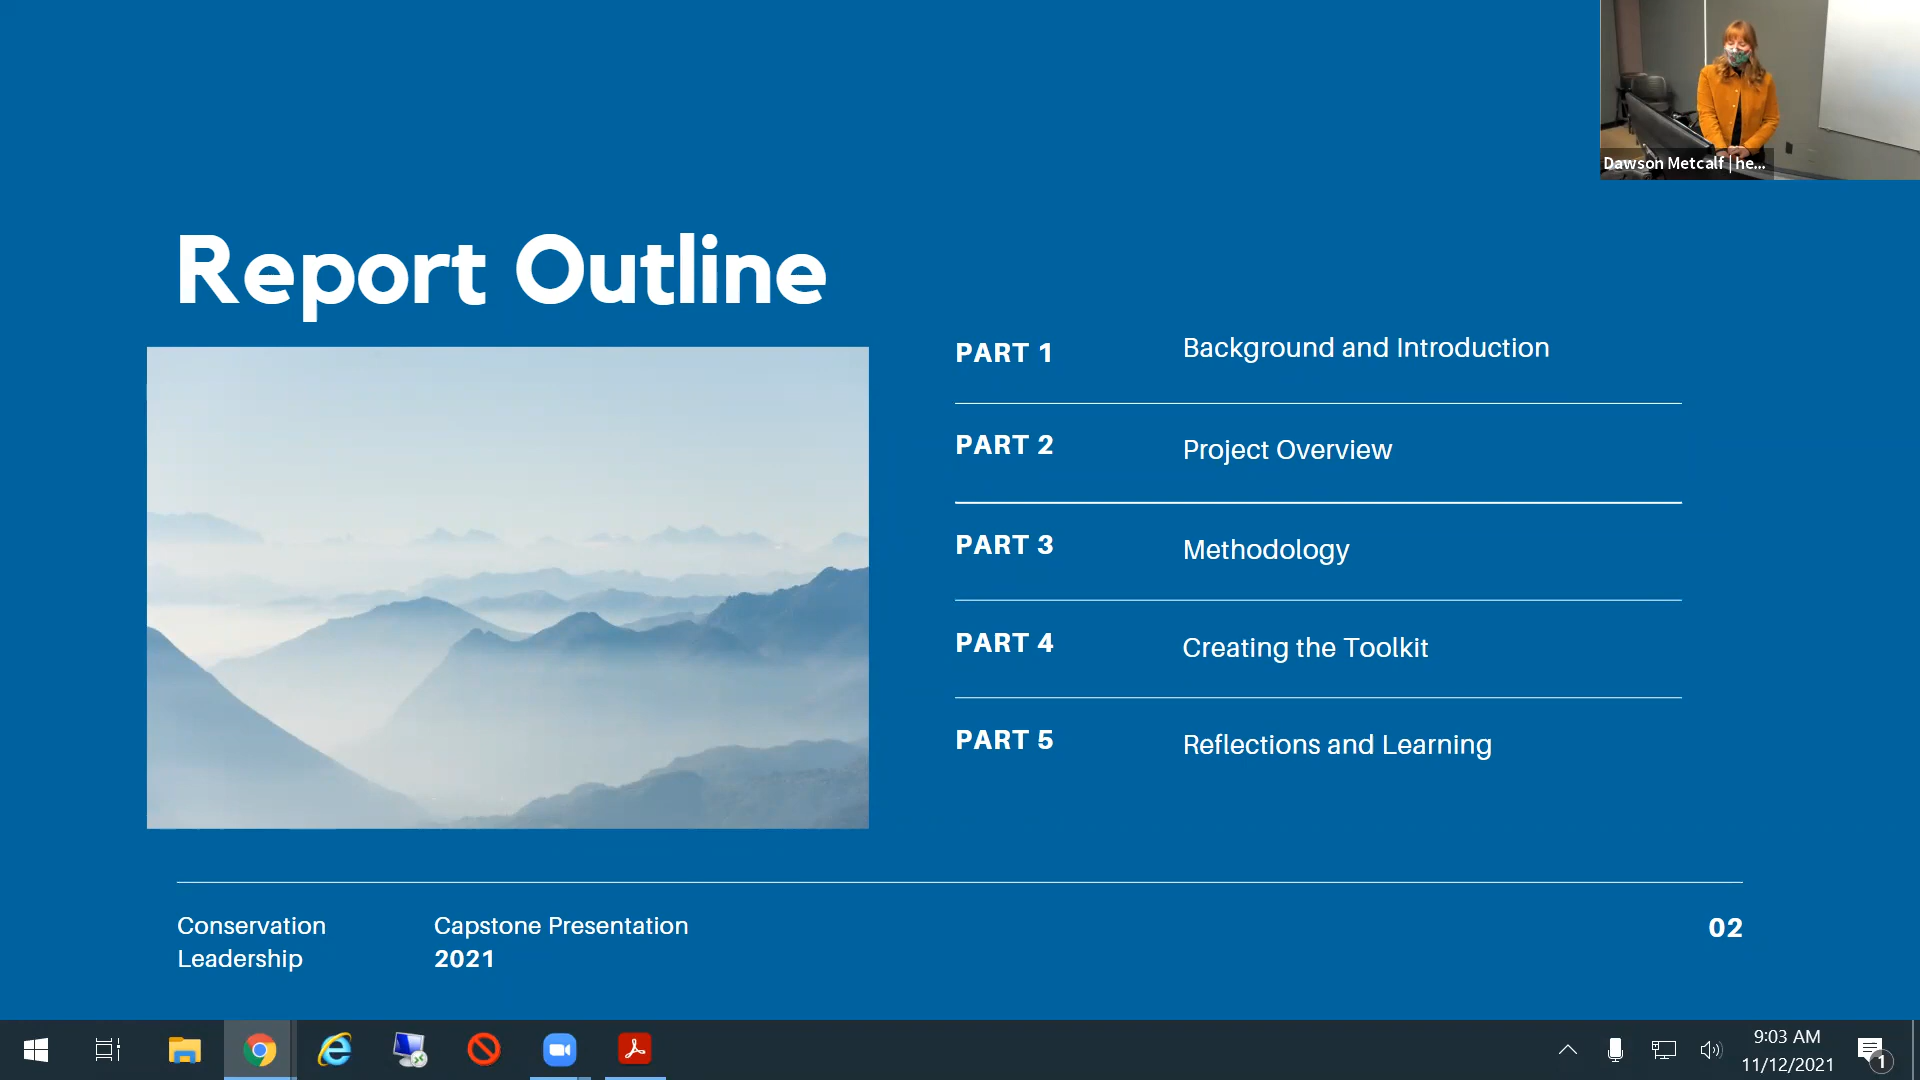 Dawson Metcalf | he...
Report Outline
PART 1 Background and Introduction
PART 2 Project Overview
PART 3 Methodology
PART 4 Creating the Toolkit
PART 5 Reflections and Learning
Conservation
Leadership
Capstone Presentation
2021
02
9:03 AM
11/12/2021
1